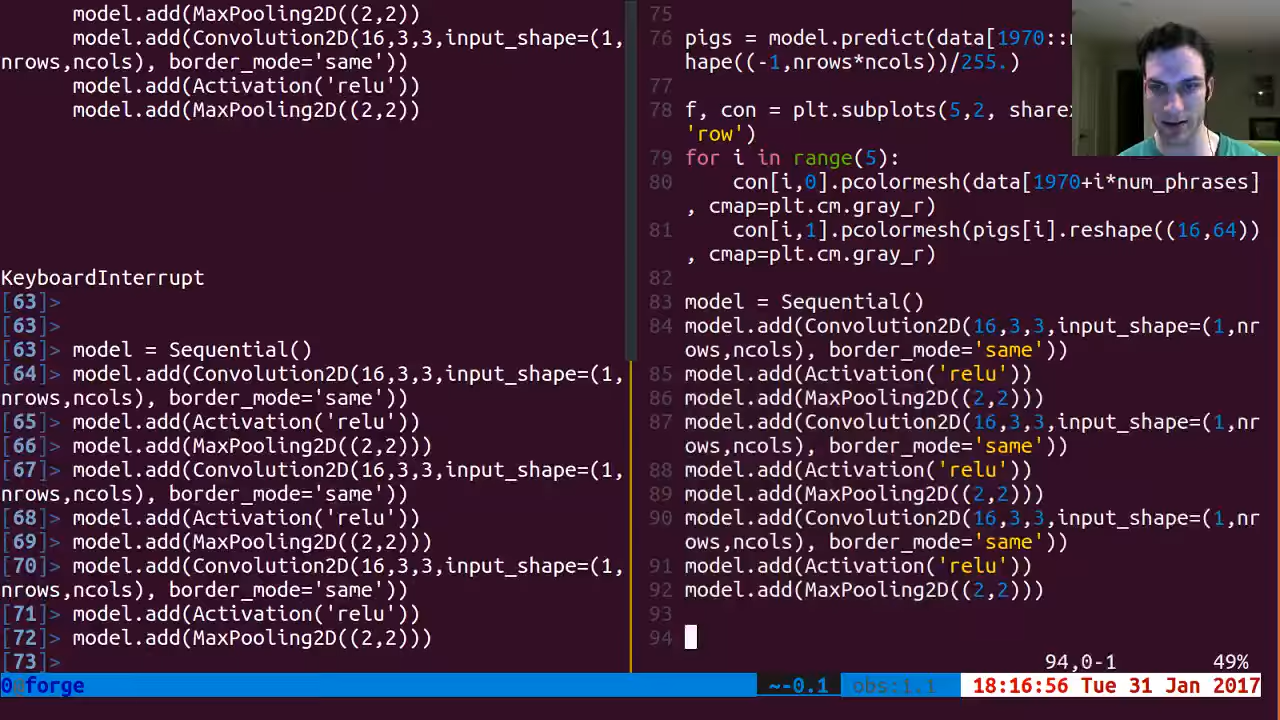 model.add(MaxPooling2D((2,2))
model.add(Convolution2D(16,3,3,input_shape=(1,
nrows,ncols), border_mode='same'))
model.add(Activation('relu'))
model.add(MaxPooling2D((2,2))
KeyboardInterrupt
[63]>
[63]>
[63]> model = Sequential()
[64]> model.add(Convolution2D(16,3,3,input_shape=(1,
nrows,ncols), border_mode='same'))
[65]> model.add(Activation('relu'))
[66]> model.add(MaxPooling2D((2,2)))
[67]> model.add(Convolution2D(16,3,3,input_shape=(1,
nrows,ncols), border_mode='same'))
[68]> model.add(Activation('relu'))
[69]> model.add(MaxPooling2D((2,2)))
[70]> model.add(Convolution2D(16,3,3,input_shape=(1,
nrows,ncols), border_mode='same'))
[71]> model.add(Activation('relu'))
[72]> model.add(MaxPooling2D((2,2)))
[73]>
75
76 pigs = model.predict(data[1970::
hape((-1,nrows*ncols))/255.)
77
78 f, con = plt.subplots(5,2, share
'row')
79 for i in range(5):
80 con[i,0].pcolormesh(data[1970+i*num_phrases]
, cmap=plt.cm.gray_r)
81 con[i,1].pcolormesh(pigs[i].reshape((16,64))
, cmap=plt.cm.gray_r)
82
83 model = Sequential()
84 model.add(Convolution2D(16,3,3,input_shape=(1,nr
ows,ncols), border_mode='same'))
85 model.add(Activation('relu'))
86 model.add(MaxPooling2D((2,2)))
87 model.add(Convolution2D(16,3,3,input_shape=(1,nr
ows,ncols), border_mode='same'))
88 model.add(Activation('relu'))
89 model.add(MaxPooling2D((2,2)))
90 model.add(Convolution2D(16,3,3,input_shape=(1,nr
ows,ncols), border_mode='same'))
91 model.add(Activation('relu'))
92 model.add(MaxPooling2D((2,2)))
93
94
94,0-1 49%
0@forge ~-0.1 obs:1.1 18:16:56 Tue 31 Jan 2017